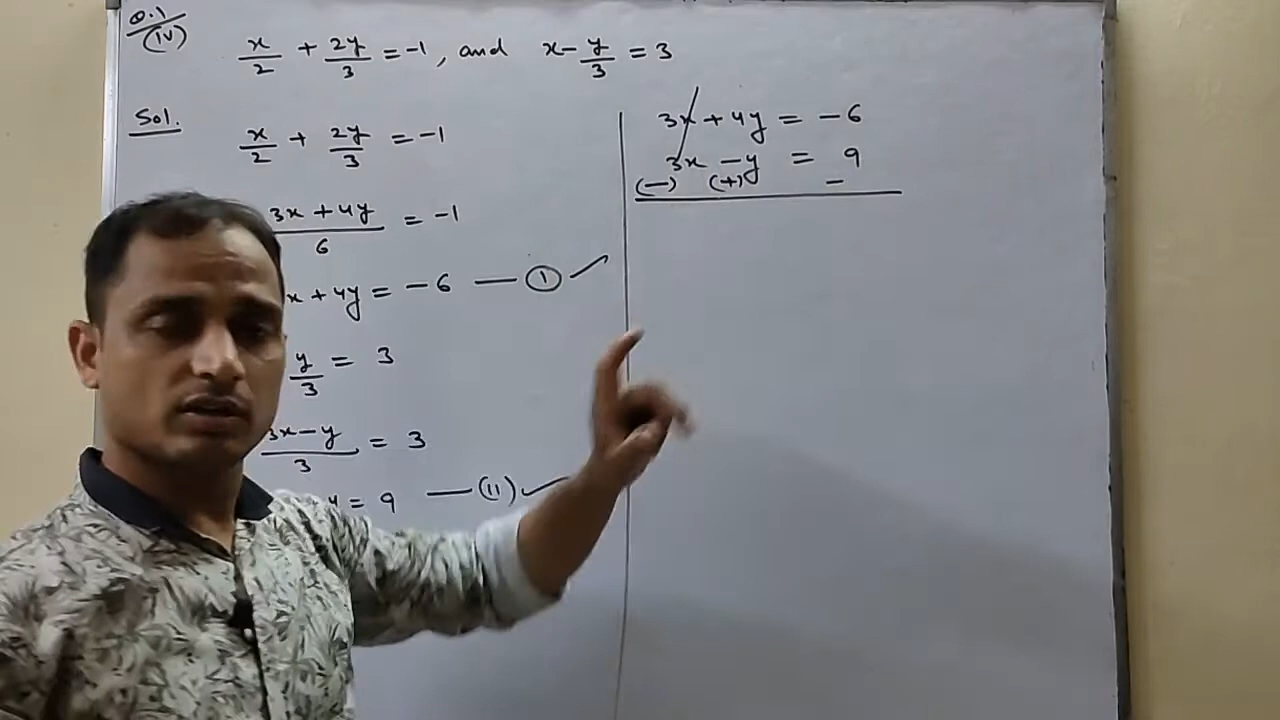 Q.1
(iv)
x/2 + 2y/3 = -1, and x - y/3 = 3
Sol.
x/2 + 2y/3 = -1
3x + 4y/6 = -1
x + 4y = -6 — (1) ✓
y/3 = 3
3x - y/3 = 3
y = 9 — (11) ✓
3x + 4y = -6
3x - y = 9
(-) (+) -